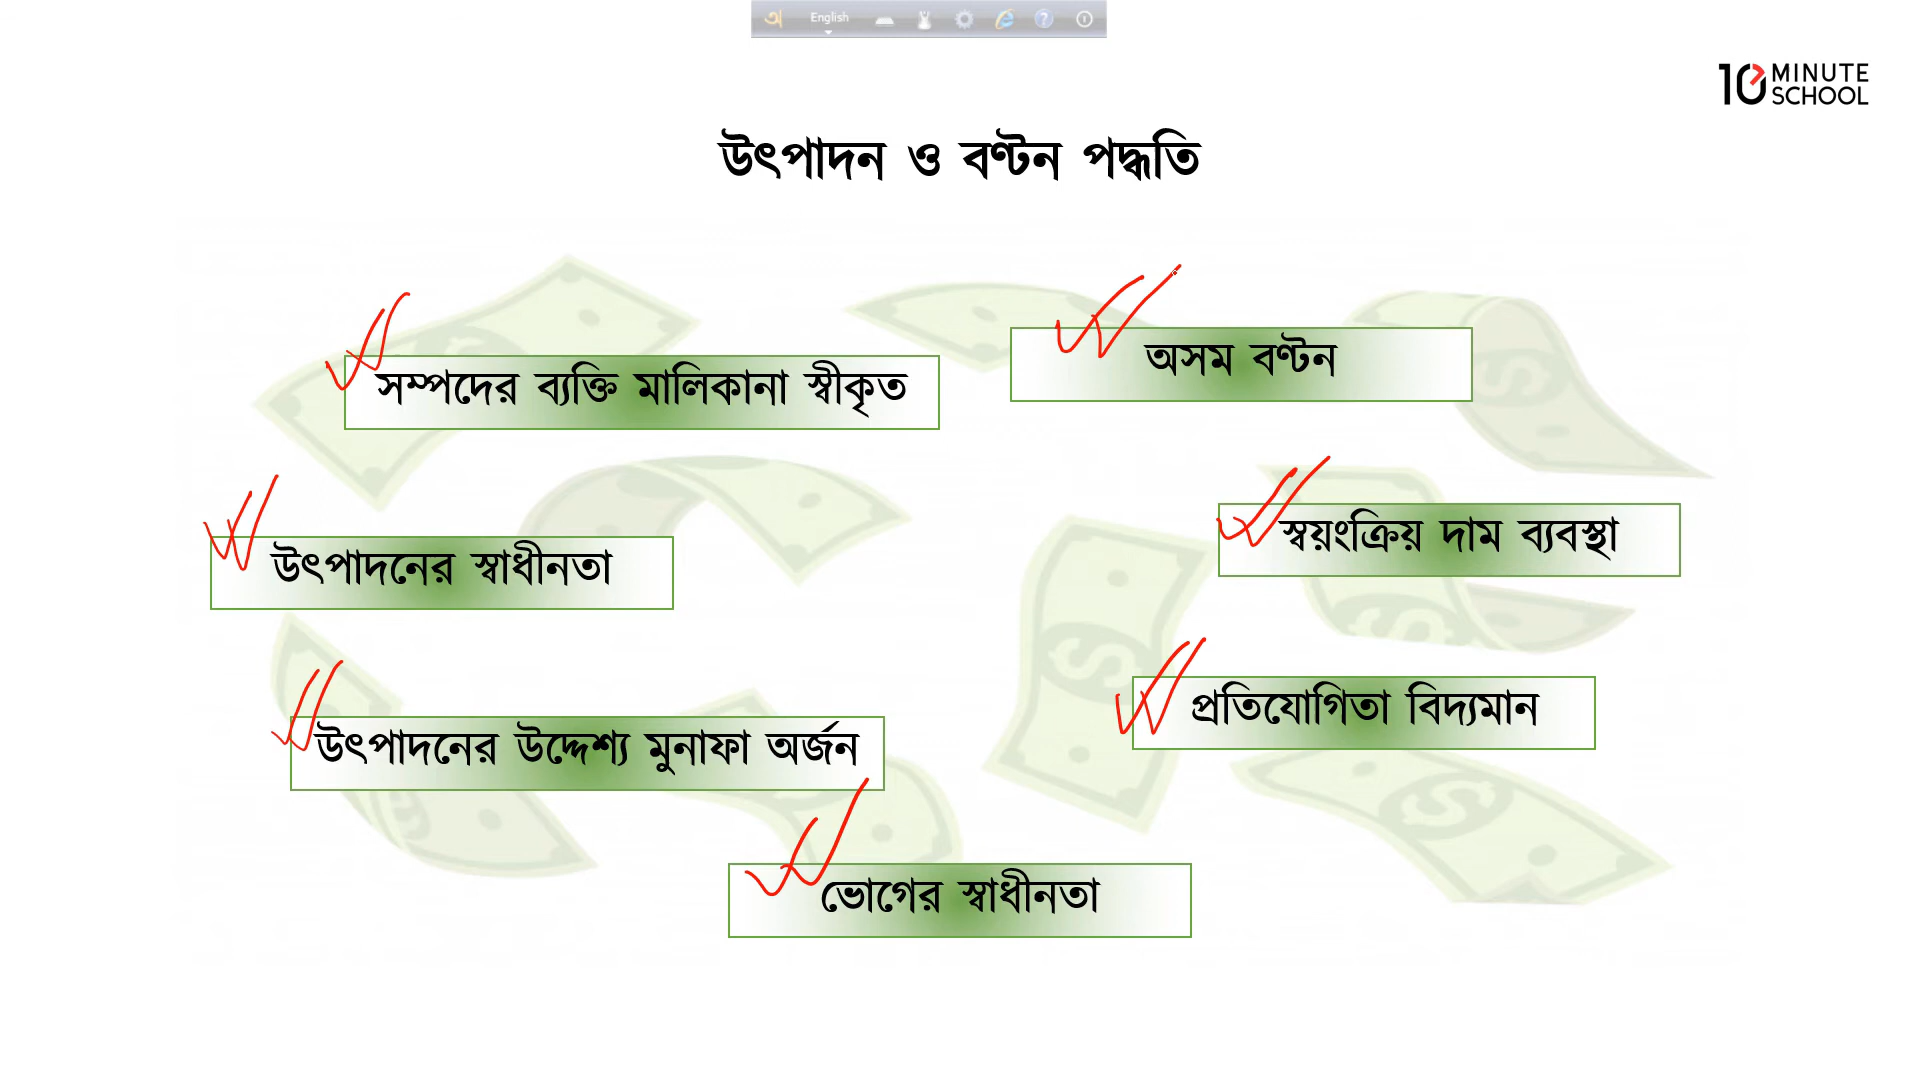 English
10 MINUTE
SCHOOL
উৎপাদন ও বণ্টন পদ্ধতি
সম্পদের ব্যক্তি মালিকানা স্বীকৃত
অসম বণ্টন
উৎপাদনের স্বাধীনতা
স্বয়ংক্রিয় দাম ব্যবস্থা
উৎপাদনের উদ্দেশ্য মুনাফা অর্জন
প্রতিযোগিতা বিদ্যমান
ভোগের স্বাধীনতা